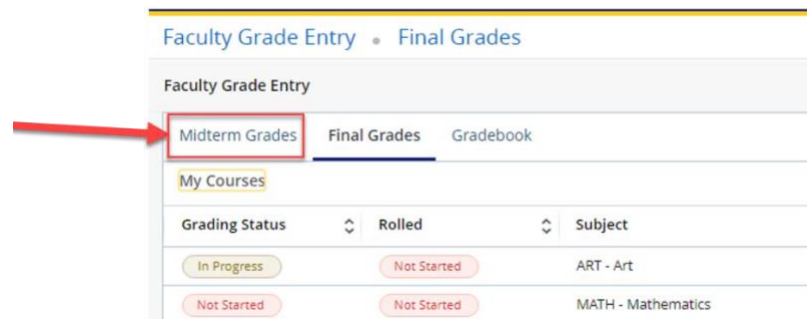 Faculty Grade Entry • Final Grades
Faculty Grade Entry
Midterm Grades Final Grades Gradebook
My Courses
Grading Status Rolled Subject
In Progress Not Started ART - Art
Not Started Not Started MATH - Mathematics